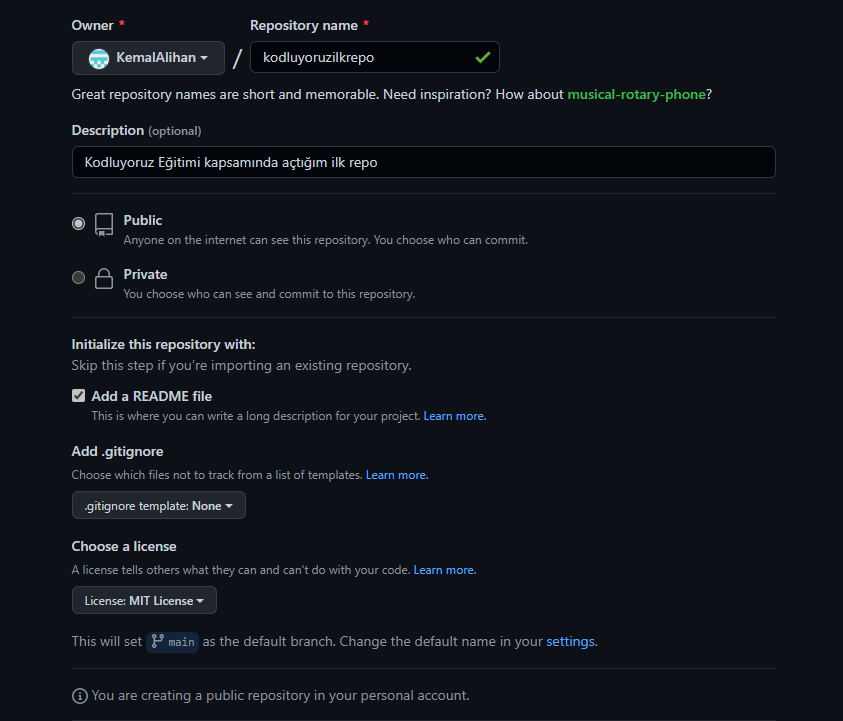 Owner * Repository name *
KemalAlihan / kodluyoruzilkrepo
Great repository names are short and memorable. Need inspiration? How about musical-rotary-phone?
Description (optional)
Kodluyoruz Eğitimi kapsamında açtığım ilk repo
Public
Anyone on the internet can see this repository. You choose who can commit.
Private
You choose who can see and commit to this repository.
Initialize this repository with:
Skip this step if you're importing an existing repository.
Add a README file
This is where you can write a long description for your project. Learn more.
Add .gitignore
Choose which files not to track from a list of templates. Learn more.
.gitignore template: None
Choose a license
A license tells others what they can and can't do with your code. Learn more.
License: MIT License
This will set main as the default branch. Change the default name in your settings.
You are creating a public repository in your personal account.